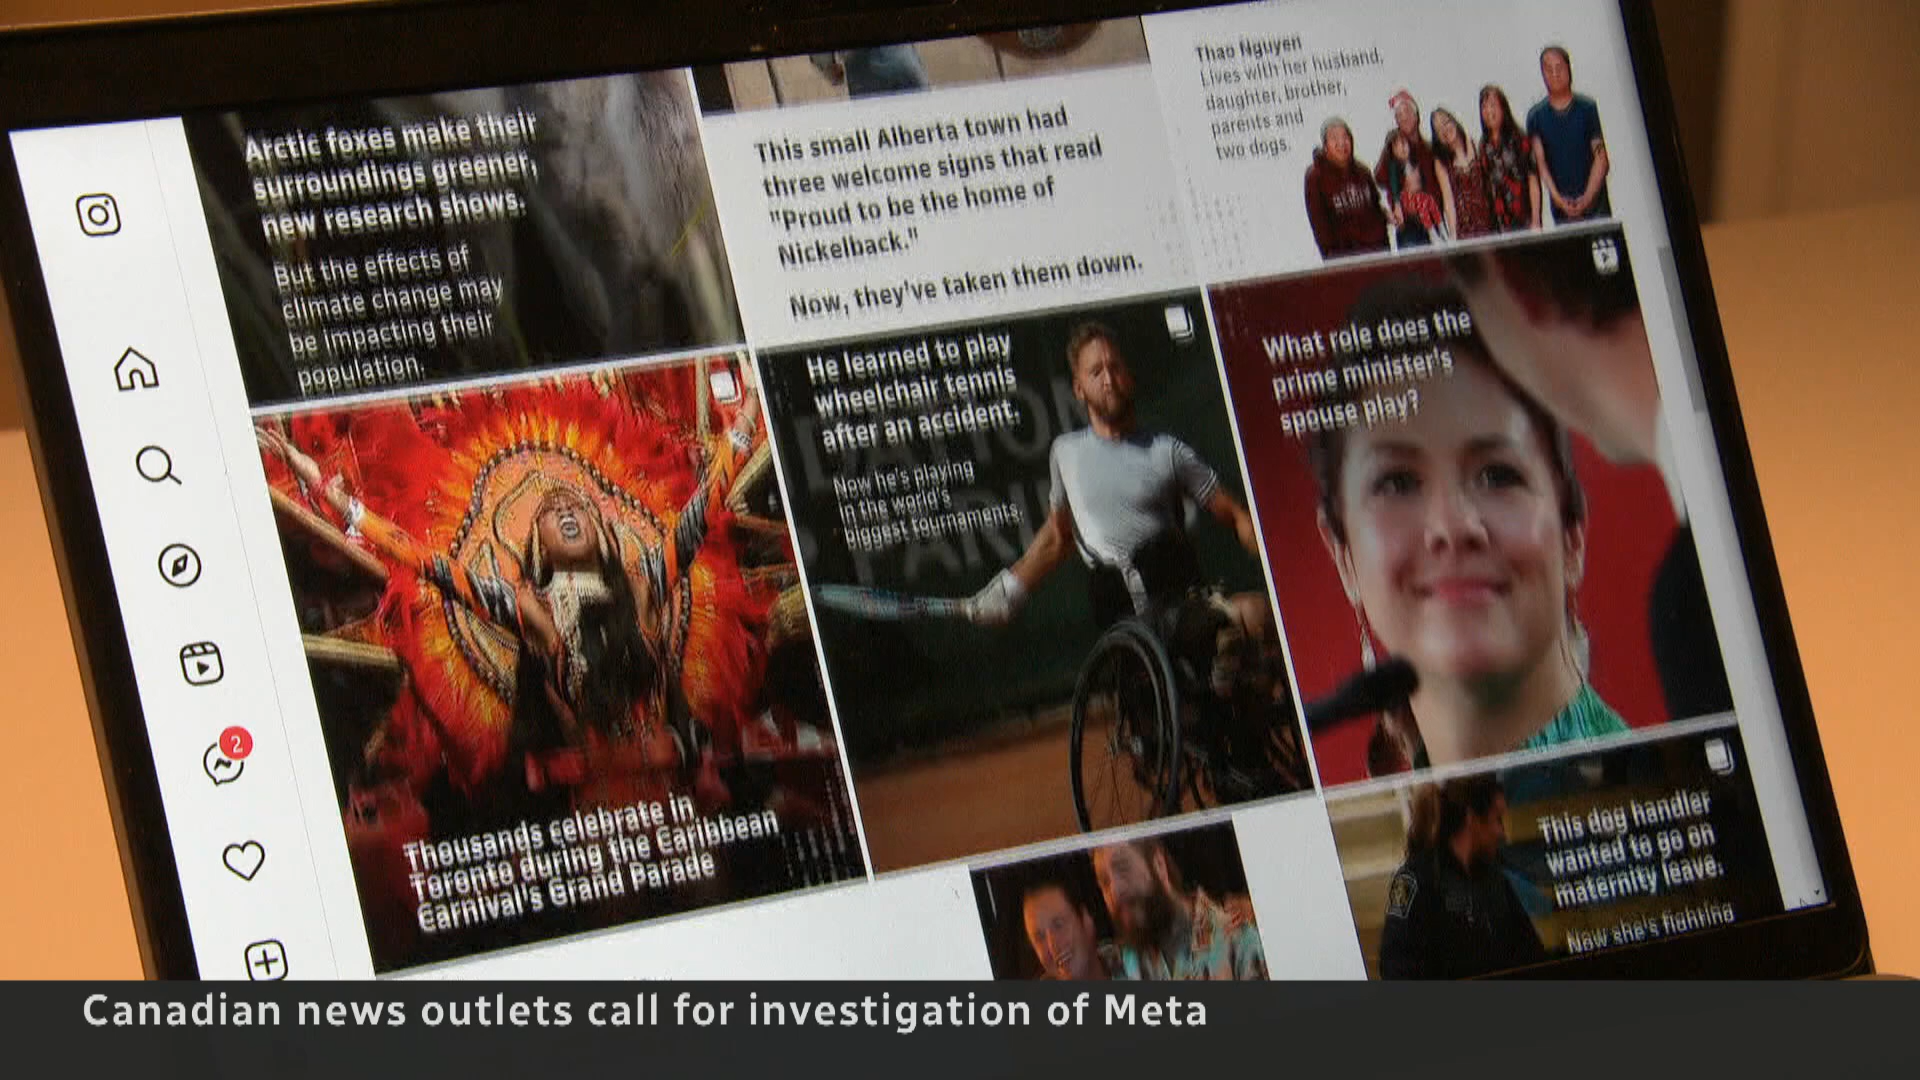 Arctic foxes make their
surroundings greener,
new research shows.
But the effects of
climate change may
be impacting their
population.
This small Alberta town had
three welcome signs that read
"Proud to be the home of
Nickelback."
Now, they've taken them down.
Thao Nguyen
Lives with her husband,
daughter, brother,
parents and
two dogs.
2
Thousands celebrate in
Toronto during the Caribbean
Carnival's Grand Parade
He learned to play
wheelchair tennis
after an accident.
Now he's playing
in the world's
biggest tournaments.
What role does the
prime minister's
spouse play?
This dog handler
wanted to go on
maternity leave.
Now she's fighting
Canadian news outlets call for investigation of Meta